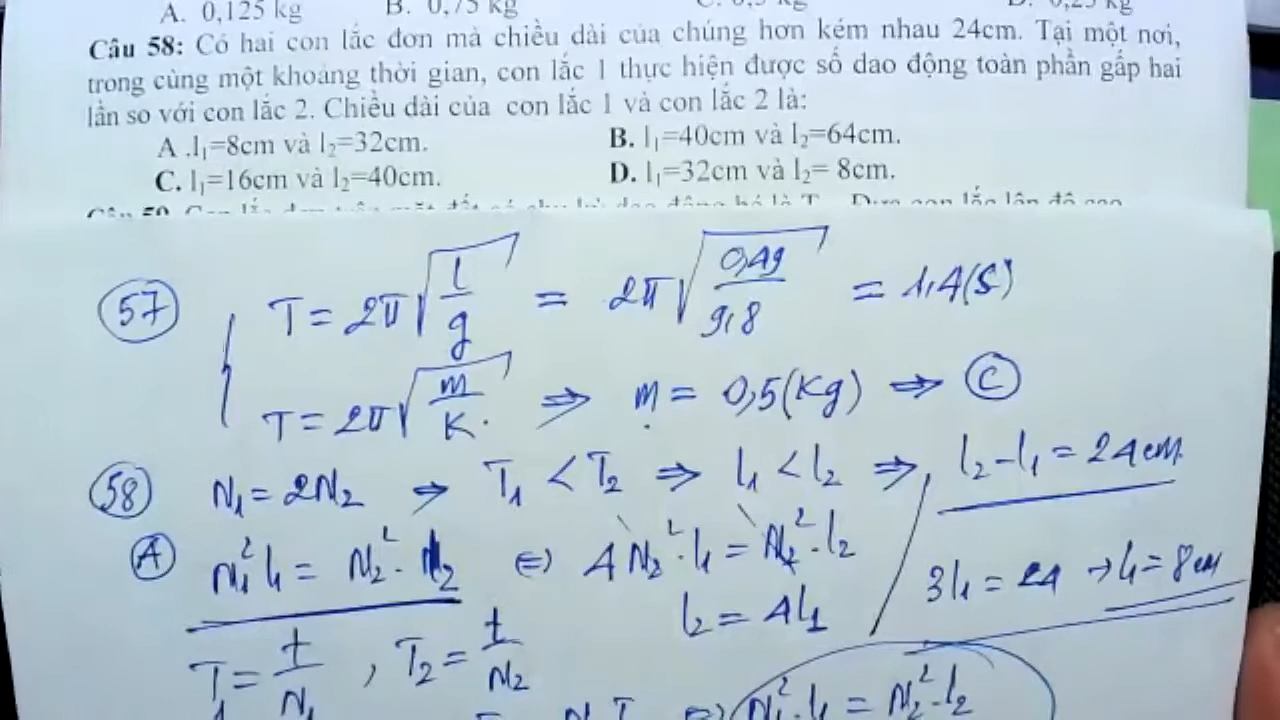 A. 0,125 kg B. 0,75 kg
Câu 58: Có hai con lắc đơn mà chiều dài của chúng hơn kém nhau 24cm. Tại một nơi,
trong cùng một khoảng thời gian, con lắc 1 thực hiện được số dao động toàn phần gấp hai
lần so với con lắc 2. Chiều dài của con lắc 1 và con lắc 2 là:
A .l₁=8cm và l₂=32cm. B. l₁=40cm và l₂=64cm.
C. l₁=16cm và l₂=40cm. D. l₁=32cm và l₂= 8cm.
57 T = 2π√(l/g) = 2π√(0,49/9,8) = 1,4(s)
T = 2π√(m/K) ⇒ m = 0,5(Kg) ⇒ C
58 N₁ = 2N₂ ⇒ T₁ < T₂ ⇒ l₁ < l₂ ⇒ l₂ - l₁ = 24cm
A N₁² l₁ = N₂² . l₂ ⇔ 4N₂² . l₁ = N₂² . l₂
l₂ = 4l₁ 3l₁ = 24 → l₁ = 8cm
T₁ = t/N₁ , T₂ = t/N₂
N₁² . l₁ = N₂² . l₂